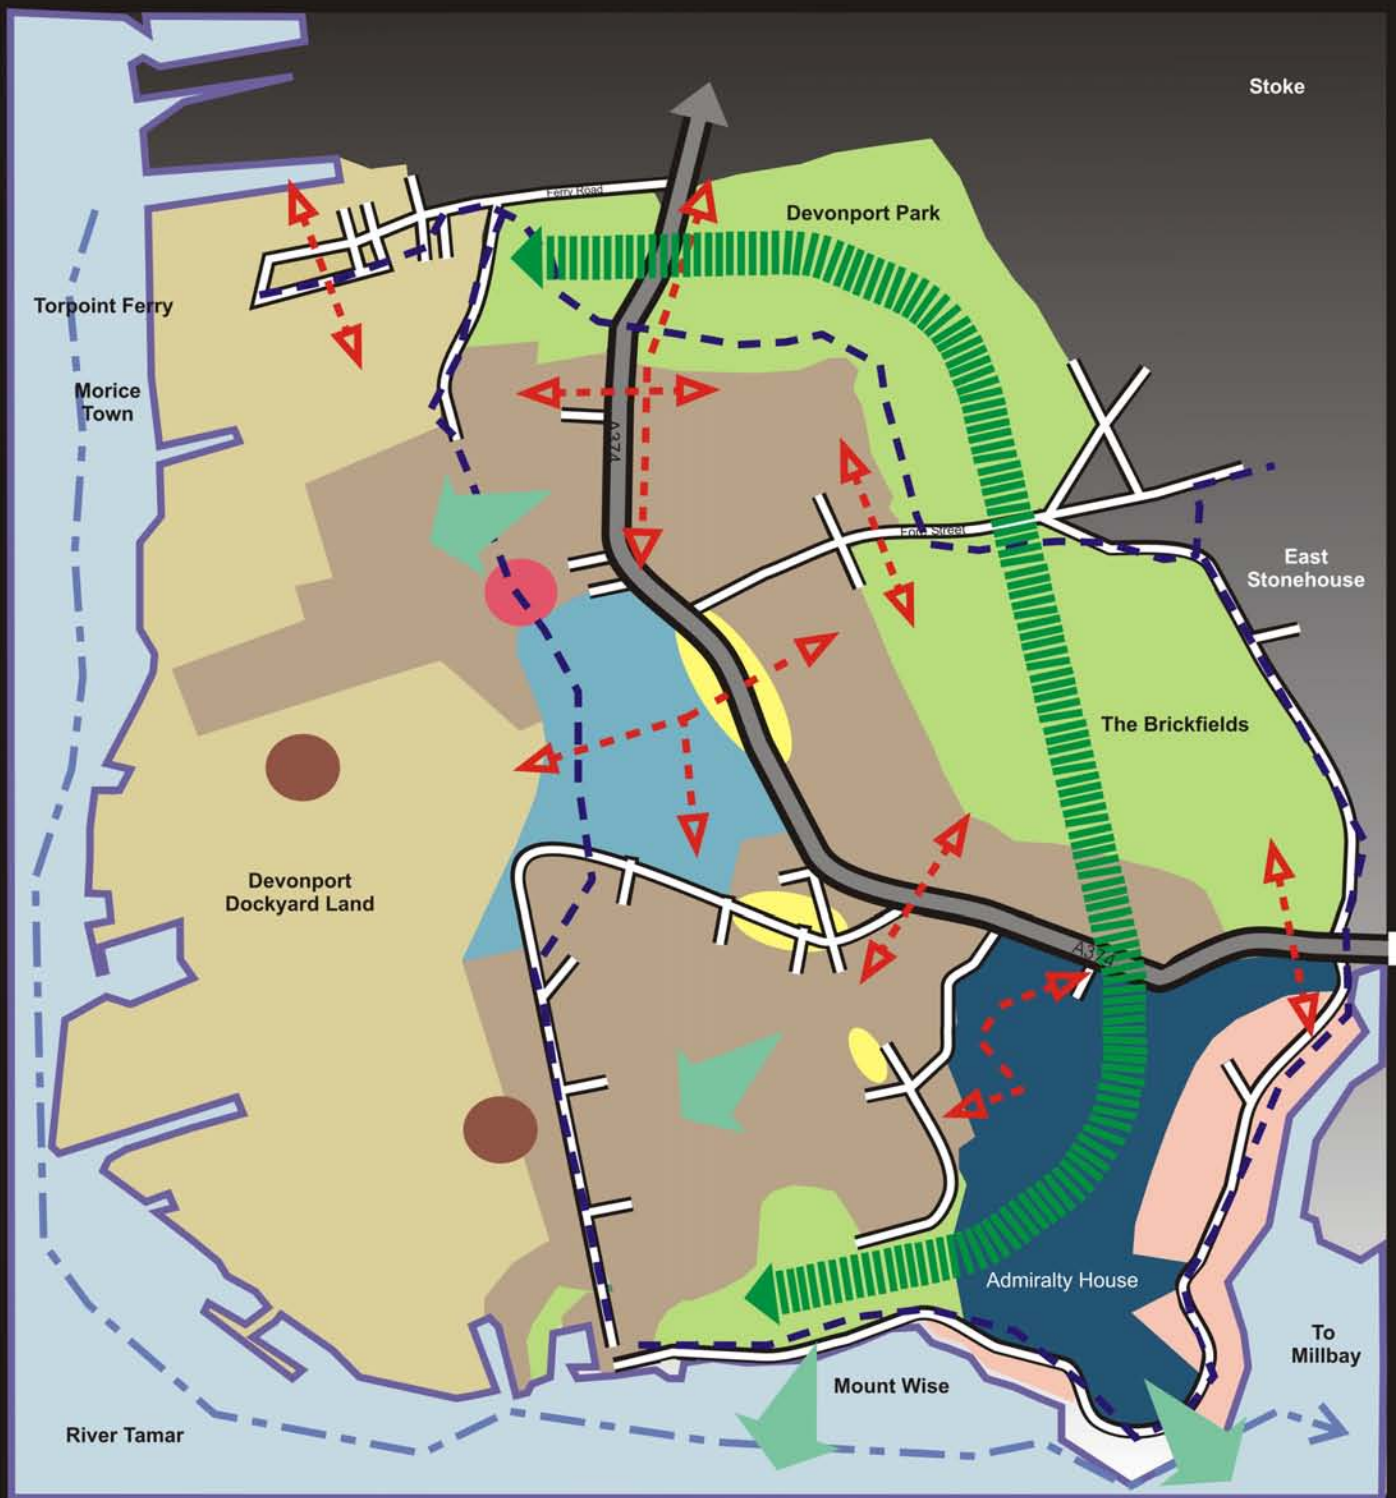 Stoke
Ferry Road
Devonport Park
Torpoint Ferry
Morice
Town
A374
Fore Street
East
Stonehouse
The Brickfields
Devonport
Dockyard Land
A374
Admiralty House
To
Millbay
Mount Wise
River Tamar